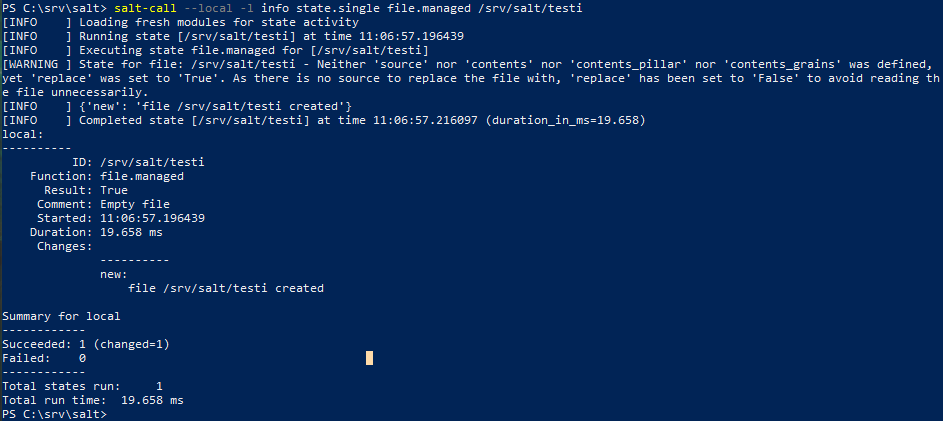 PS C:\srv\salt> salt-call --local -l info state.single file.managed /srv/salt/testi
[INFO    ] Loading fresh modules for state activity
[INFO    ] Running state [/srv/salt/testi] at time 11:06:57.196439
[INFO    ] Executing state file.managed for [/srv/salt/testi]
[WARNING ] State for file: /srv/salt/testi - Neither 'source' nor 'contents' nor 'contents_pillar' nor 'contents_grains' was defined,
yet 'replace' was set to 'True'. As there is no source to replace the file with, 'replace' has been set to 'False' to avoid reading th
e file unnecessarily.
[INFO    ] {'new': 'file /srv/salt/testi created'}
[INFO    ] Completed state [/srv/salt/testi] at time 11:06:57.216097 (duration_in_ms=19.658)
local:
----------
          ID: /srv/salt/testi
    Function: file.managed
      Result: True
     Comment: Empty file
     Started: 11:06:57.196439
    Duration: 19.658 ms
     Changes:
              ----------
              new:
                  file /srv/salt/testi created

Summary for local
------------
Succeeded: 1 (changed=1)
Failed:    0
------------
Total states run:     1
Total run time:  19.658 ms
PS C:\srv\salt>